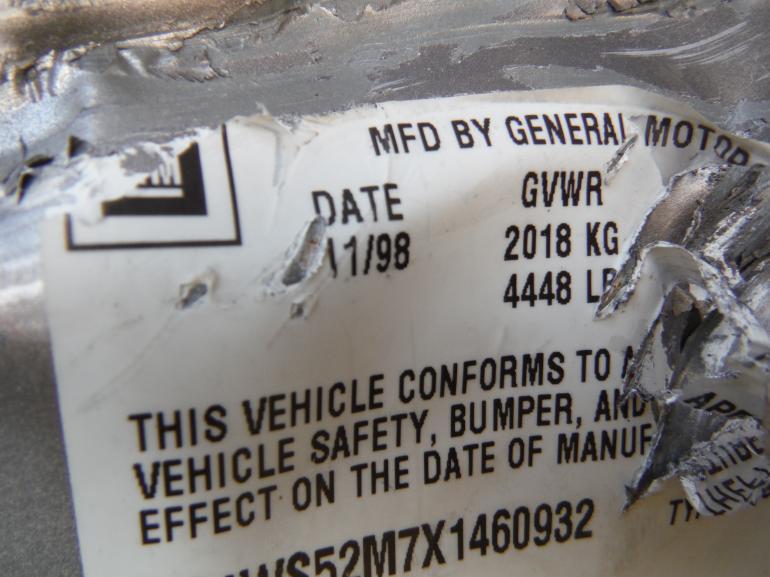 MFD BY GENERAL MOTOR
DATE GVWR
11/98 2018 KG
4448 LB
THIS VEHICLE CONFORMS TO
VEHICLE SAFETY, BUMPER, AND
EFFECT ON THE DATE OF MANUF
WS52M7X1460932